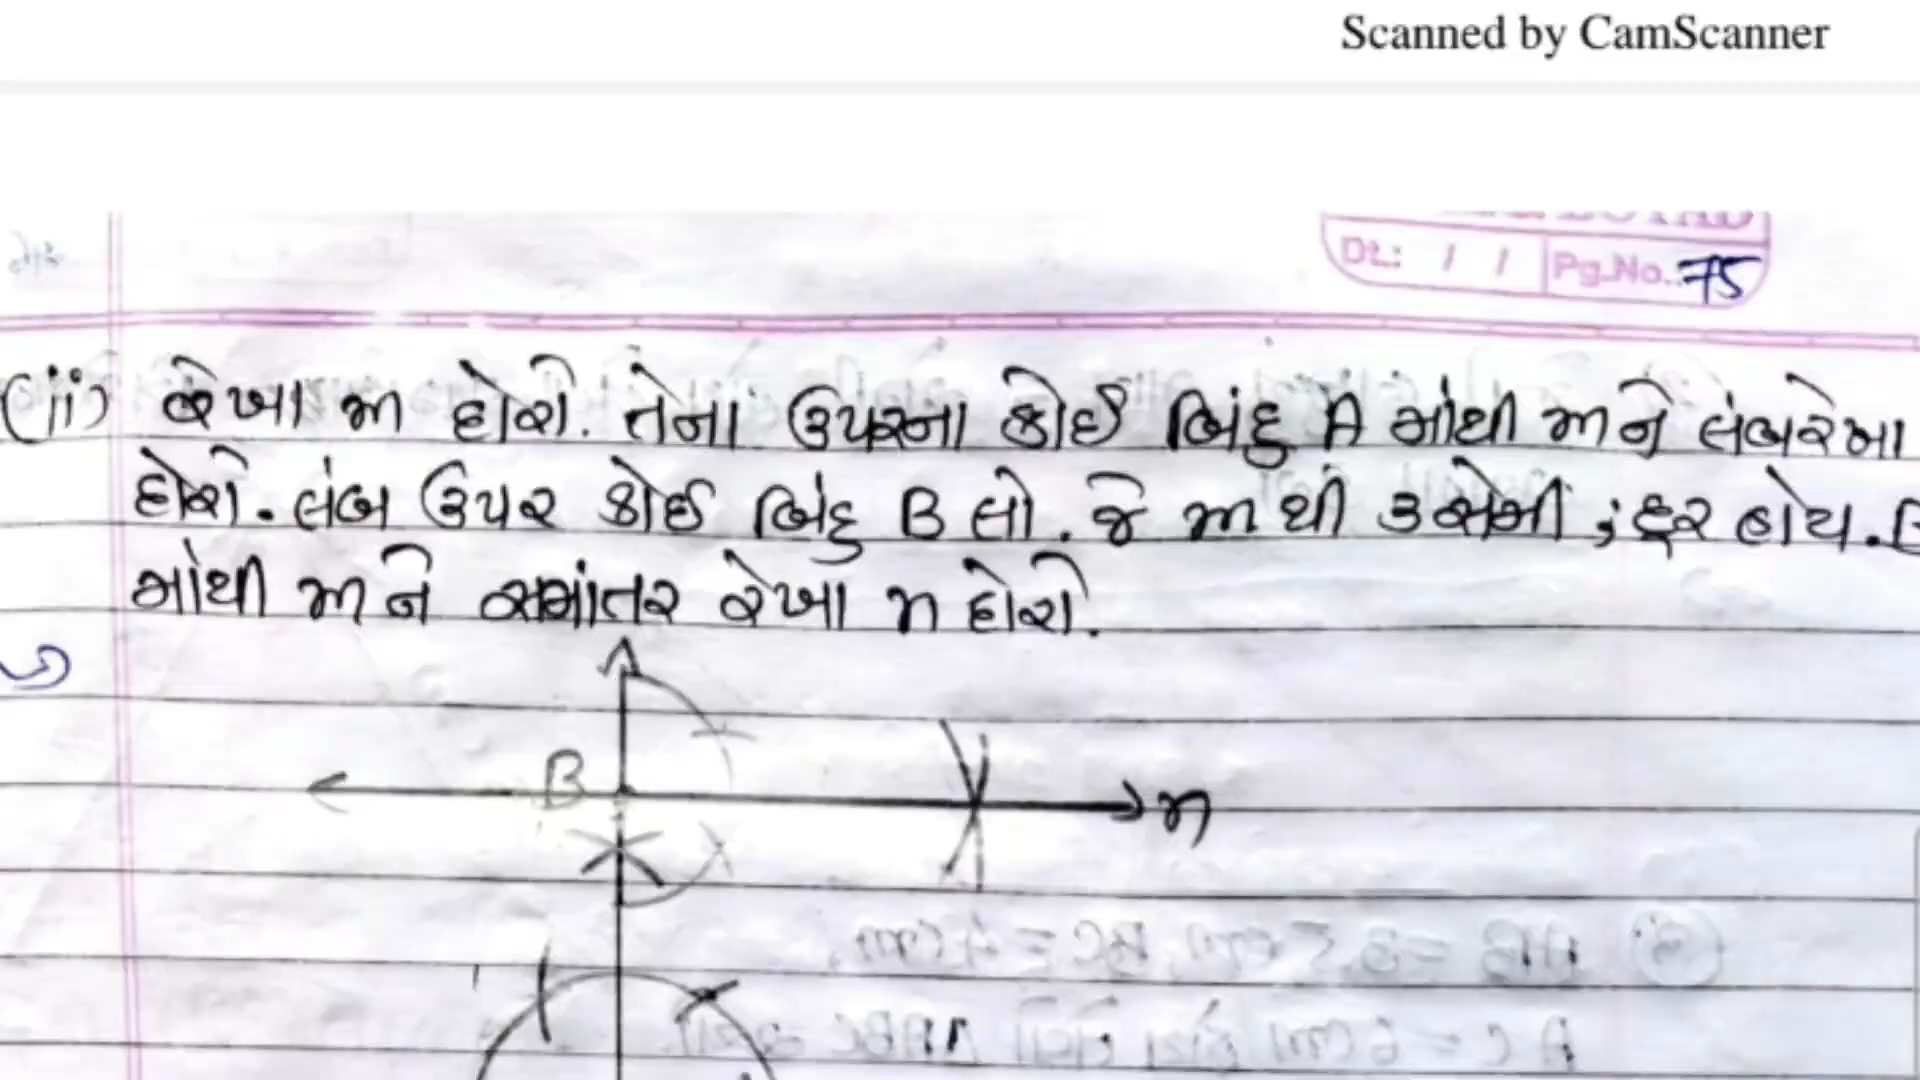 Scanned by CamScanner
Dt.: / / Pg.No.. 75
(ii) રેખા m દોરો. તેના ઉપરના કોઈ બિંદુ A માંથી m ને લંબરેખા
દોરો. લંબ ઉપર કોઈ બિંદુ B લો. જે m થી 3 સેમી ; દૂર હોય.
માંથી m ને સમાંતર રેખા n દોરો.
B
n